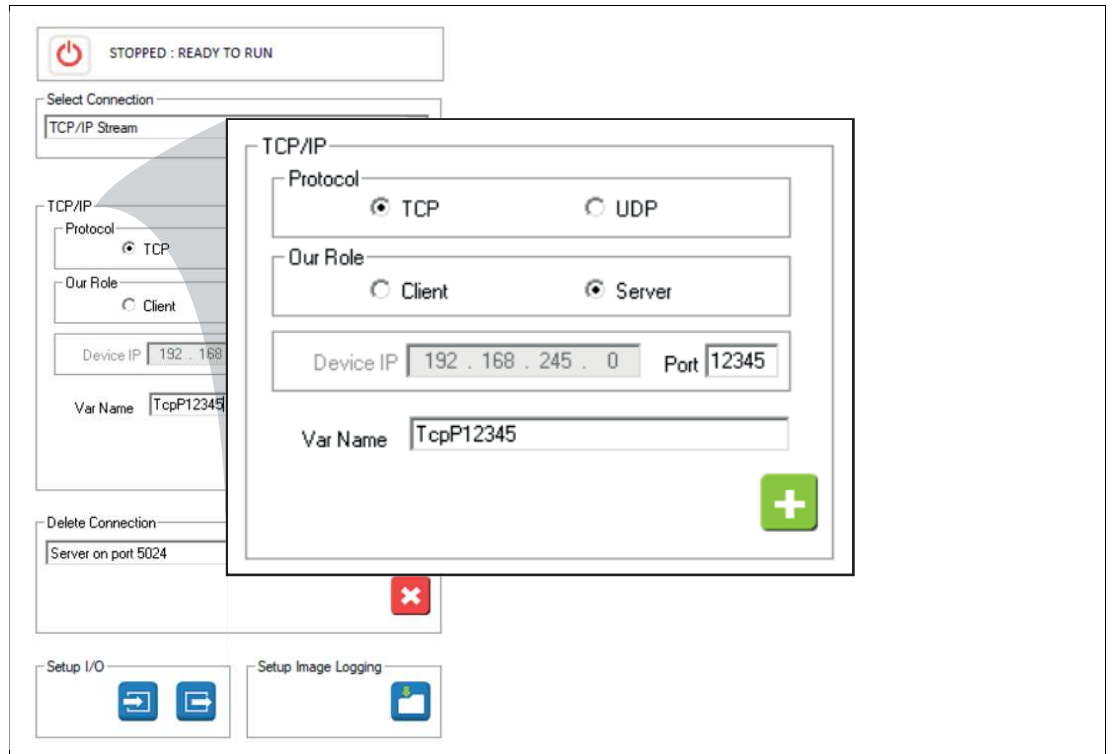 STOPPED : READY TO RUN
Select Connection
TCP/IP Stream
TCP/IP
Protocol
TCP
Our Role
Client
Device IP 192 . 168
Var Name TcpP12345
TCP/IP
Protocol
TCP UDP
Our Role
Client Server
Device IP 192 . 168 . 245 . 0 Port 12345
Var Name TcpP12345
Delete Connection
Server on port 5024
Setup I/O Setup Image Logging